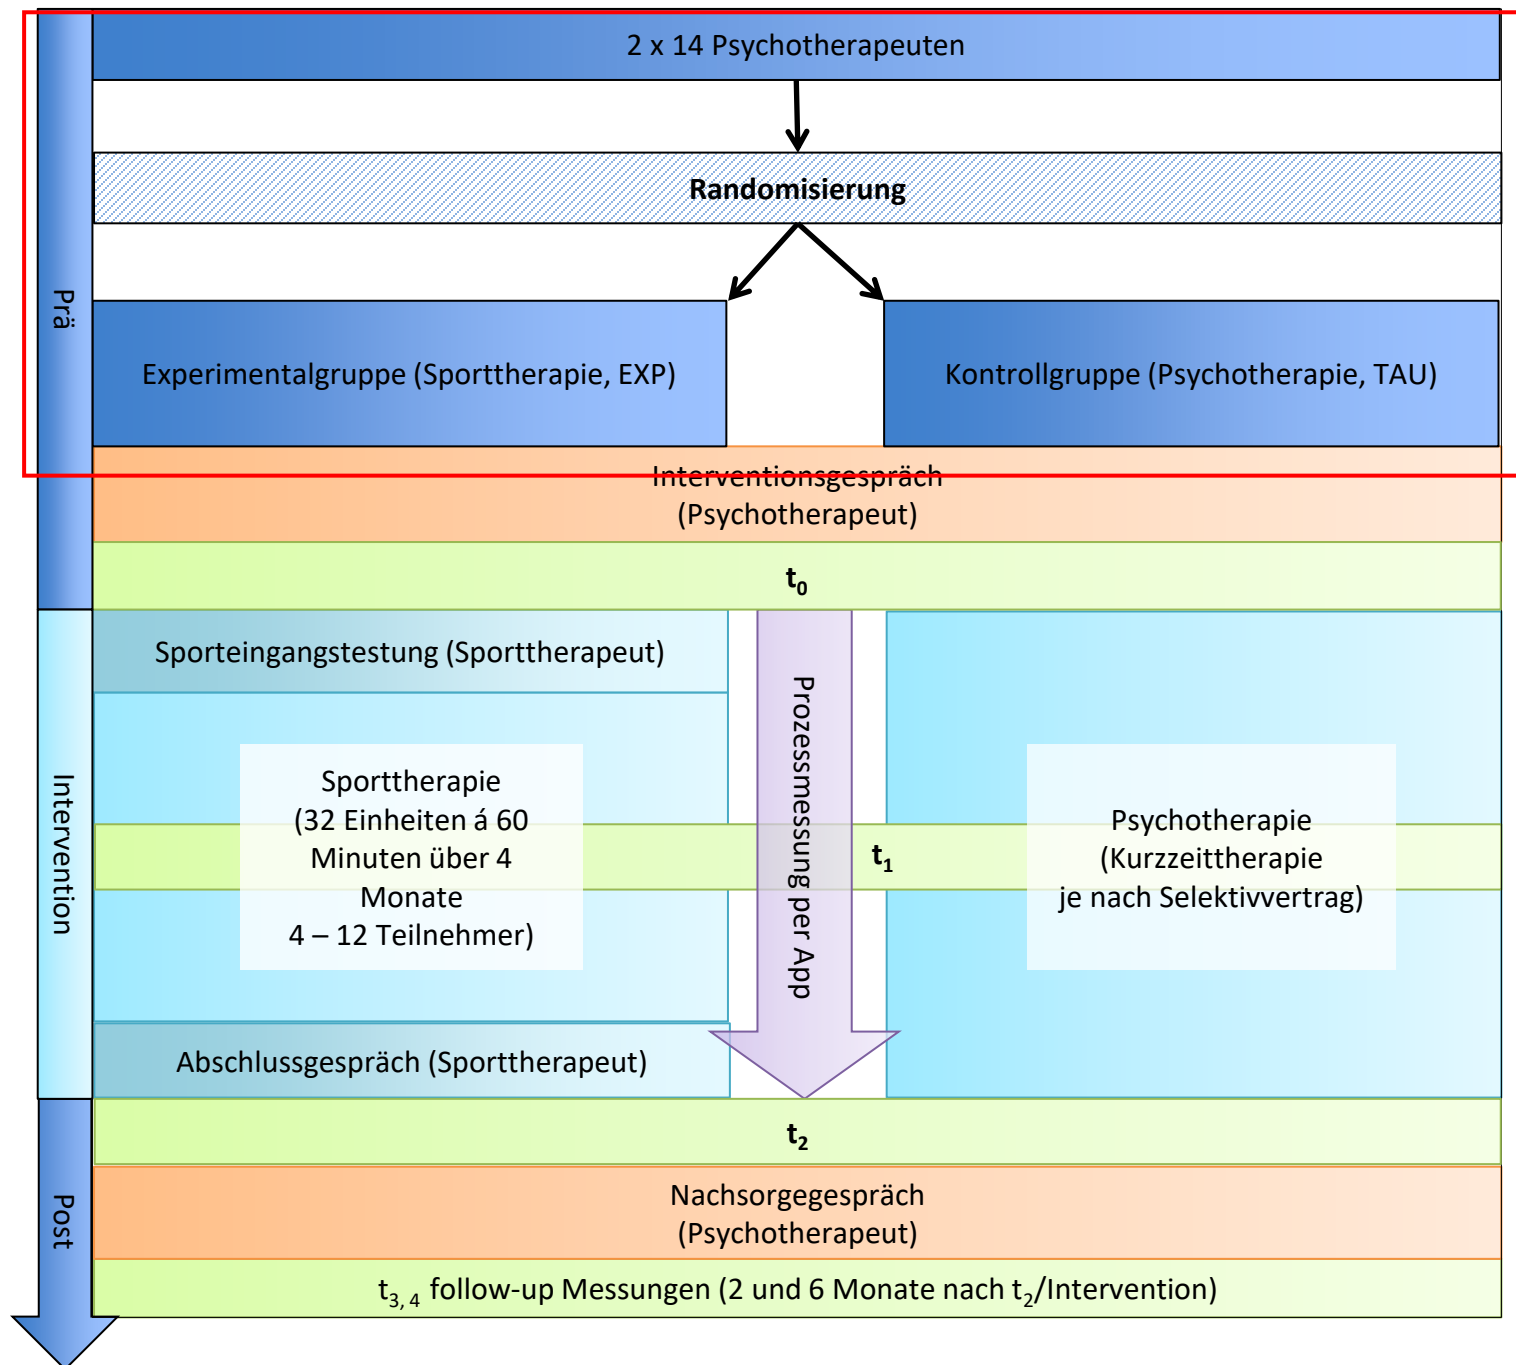 2 x 14 Psychotherapeuten
Randomisierung
Prä
Experimentalgruppe (Sporttherapie, EXP)
Kontrollgruppe (Psychotherapie, TAU)
Interventionsgespräch
(Psychotherapeut)
t0
Intervention
Sporteingangstestung (Sporttherapeut)
Prozessmessung per App
Sporttherapie
(32 Einheiten á 60
Minuten über 4
Monate
4 – 12 Teilnehmer)
t1
Psychotherapie
(Kurzzeittherapie
je nach Selektivvertrag)
Abschlussgespräch (Sporttherapeut)
Post
t2
Nachsorgegespräch
(Psychotherapeut)
t3, 4 follow-up Messungen (2 und 6 Monate nach t2/Intervention)